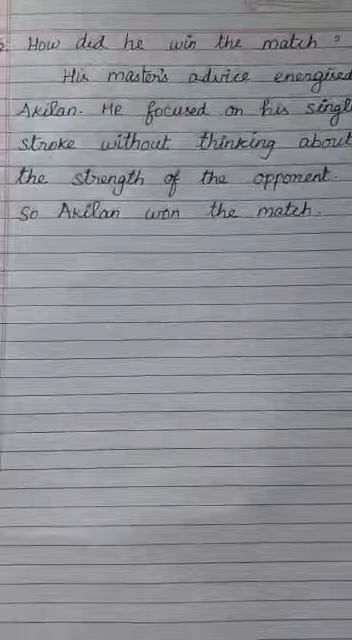 How did he win the match?
His master's advice energised
Akilan. He focused on his singl
stroke without thinking about
the strength of the opponent.
So Akilan won the match.